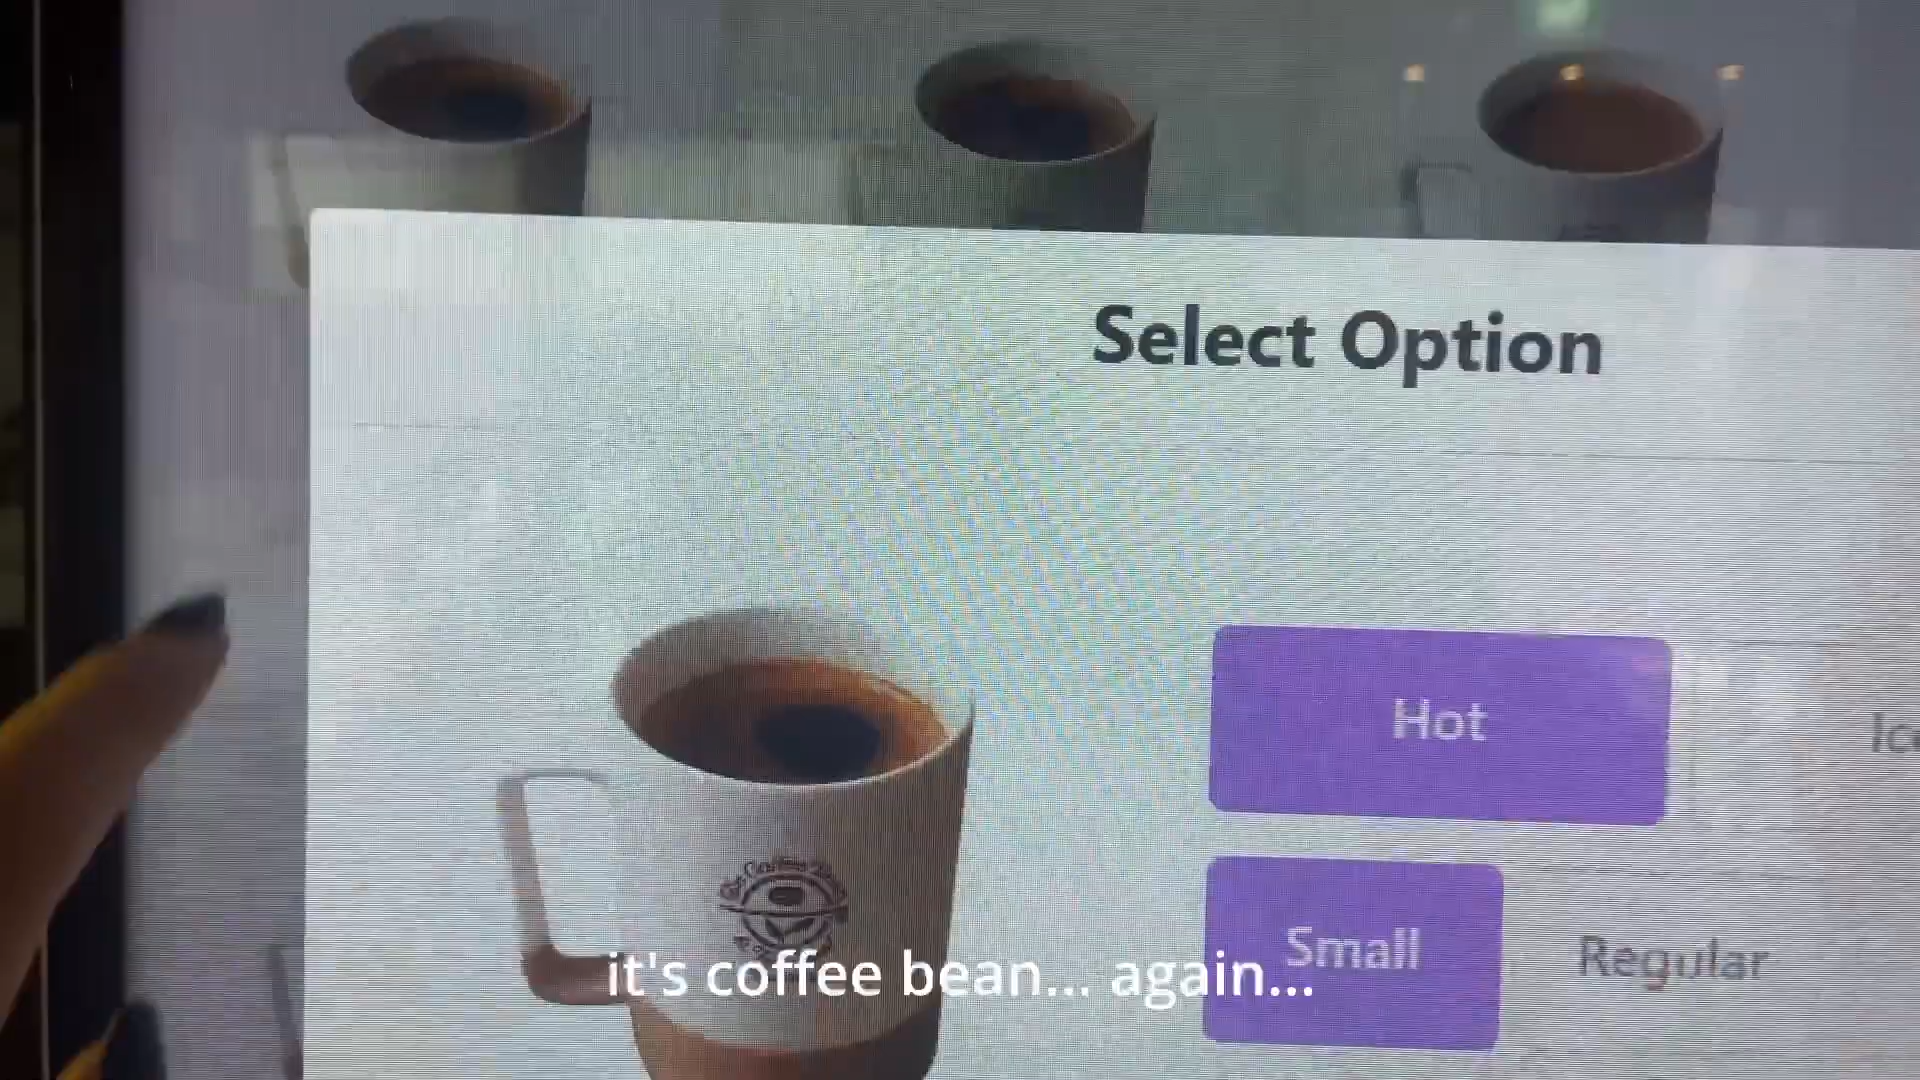 Select Option
Hot
Small
Regular
it's coffee bean... again...